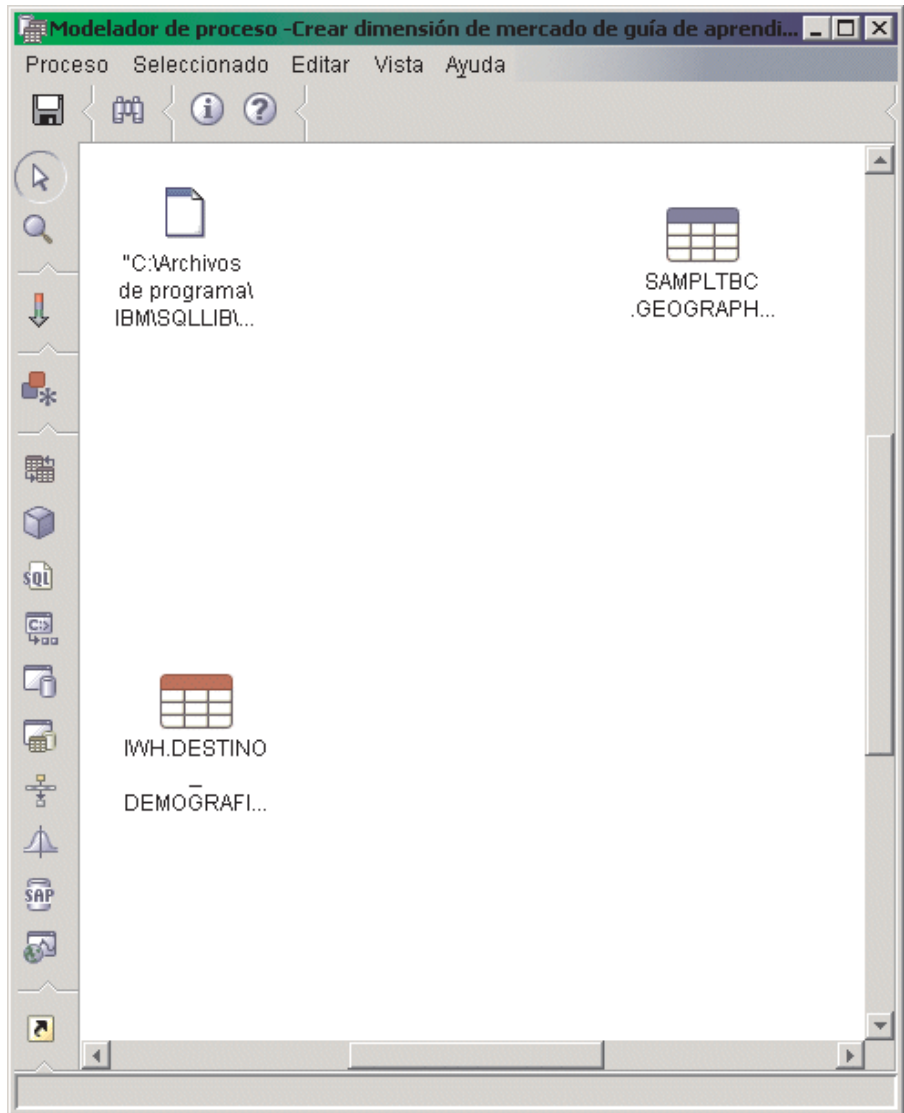 Modelador de proceso -Crear dimensión de mercado de guía de aprendi...
Proceso Seleccionado Editar Vista Ayuda
"C:\Archivos
de programa\
IBM\SQLLIB\...
SAMPLTBC
.GEOGRAPH...
SQL
C:>
IWH.DESTINO
_
DEMOGRAFI...
SAP